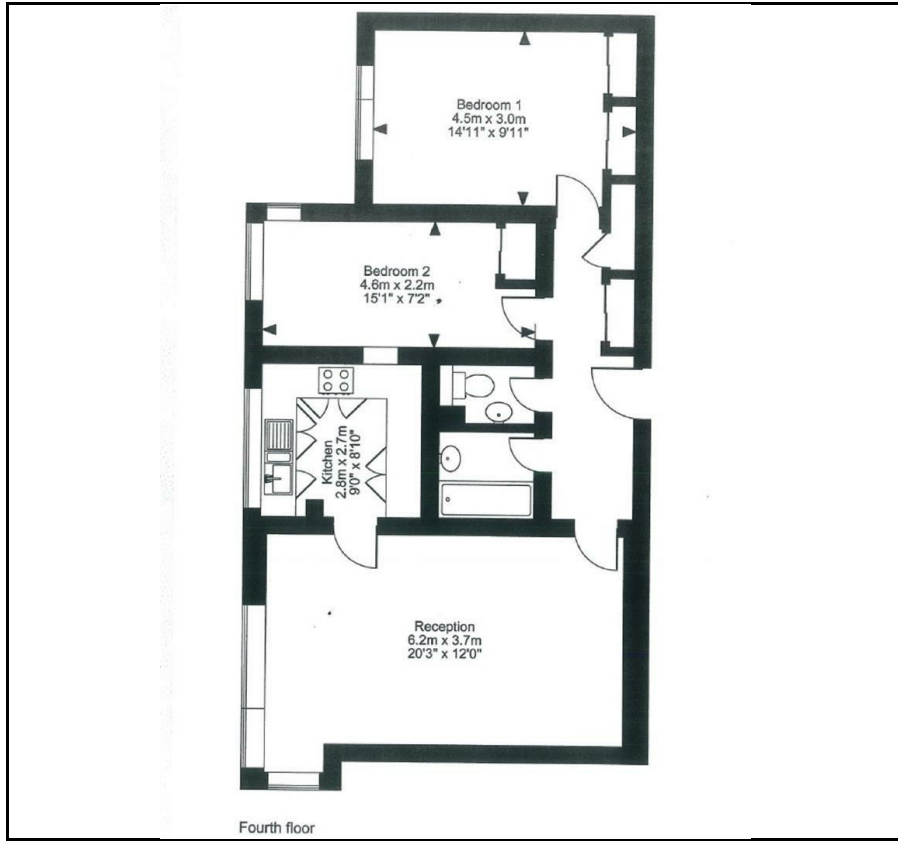 Bedroom 1
4.5m x 3.0m
14'11" x 9'11"
Bedroom 2
4.6m x 2.2m
15'1" x 7'2"
Kitchen
2.8m x 2.7m
9'0" x 8'10"
Reception
6.2m x 3.7m
20'3" x 12'0"
Fourth floor